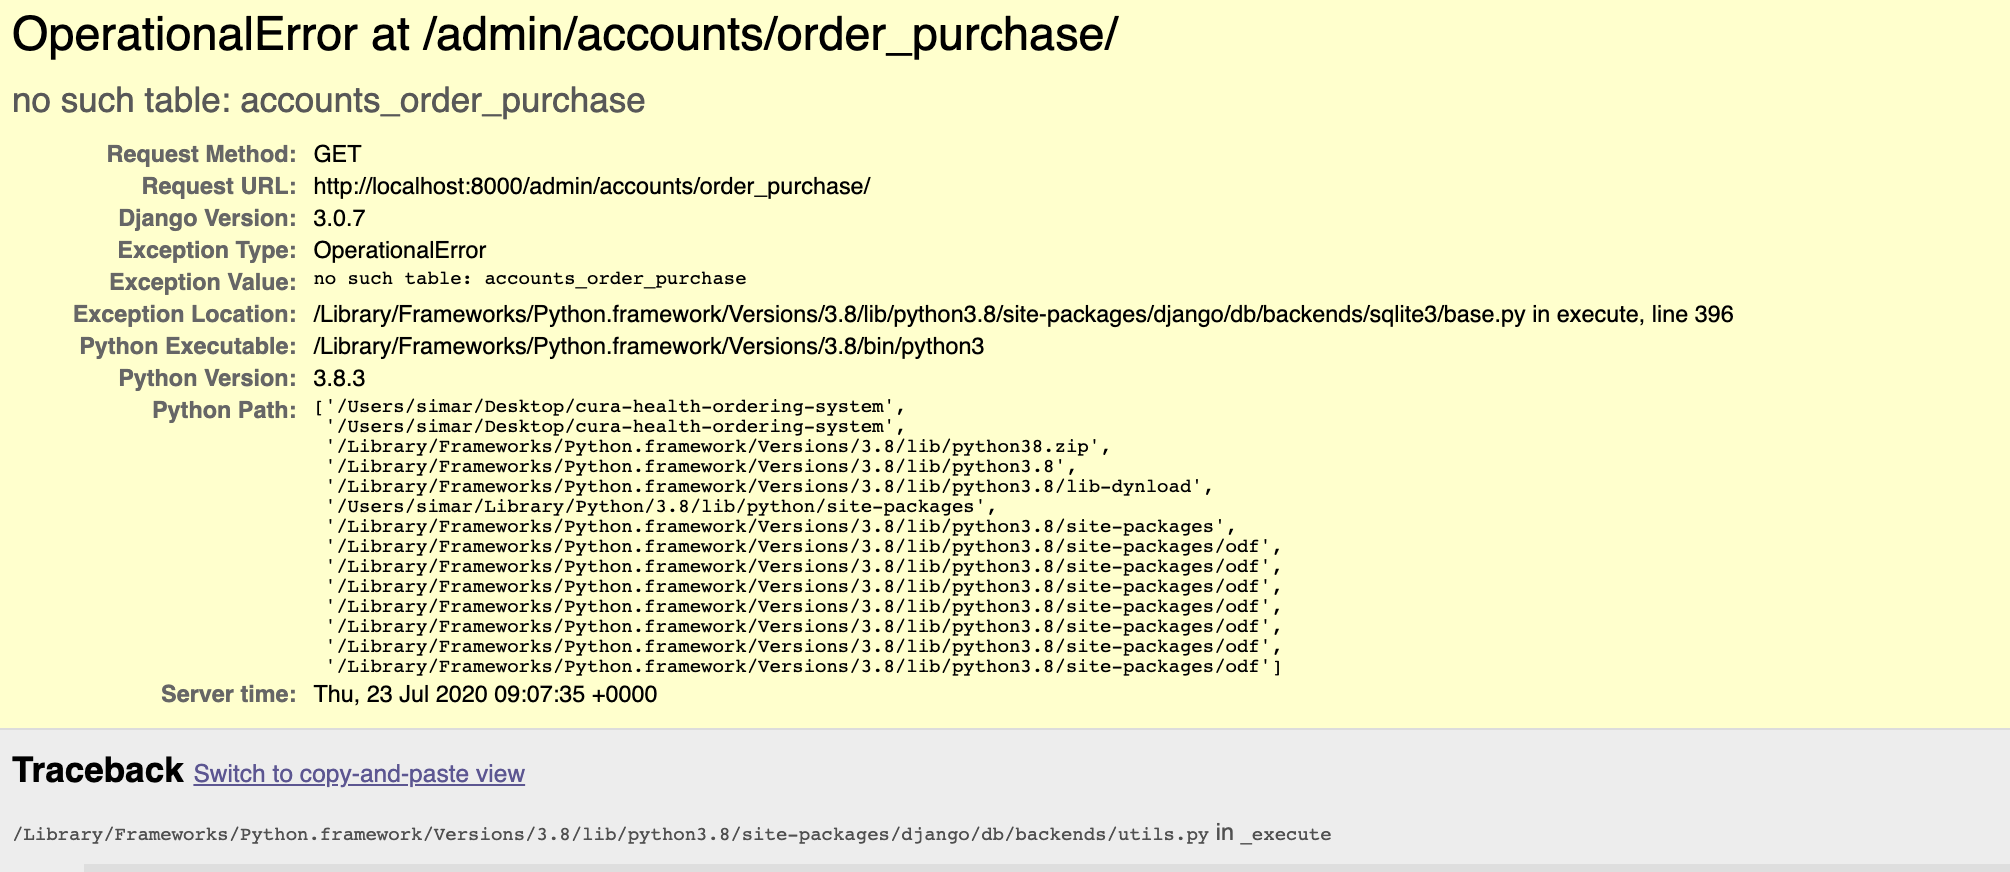 OperationalError at /admin/accounts/order_purchase/
no such table: accounts_order_purchase
Request Method: GET
Request URL: http://localhost:8000/admin/accounts/order_purchase/
Django Version: 3.0.7
Exception Type: OperationalError
Exception Value: no such table: accounts_order_purchase
Exception Location: /Library/Frameworks/Python.framework/Versions/3.8/lib/python3.8/site-packages/django/db/backends/sqlite3/base.py in execute, line 396
Python Executable: /Library/Frameworks/Python.framework/Versions/3.8/bin/python3
Python Version: 3.8.3
Python Path: ['/Users/simar/Desktop/cura-health-ordering-system',
'/Users/simar/Desktop/cura-health-ordering-system',
'/Library/Frameworks/Python.framework/Versions/3.8/lib/python38.zip',
'/Library/Frameworks/Python.framework/Versions/3.8/lib/python3.8',
'/Library/Frameworks/Python.framework/Versions/3.8/lib/python3.8/lib-dynload',
'/Users/simar/Library/Python/3.8/lib/python/site-packages',
'/Library/Frameworks/Python.framework/Versions/3.8/lib/python3.8/site-packages',
'/Library/Frameworks/Python.framework/Versions/3.8/lib/python3.8/site-packages/odf',
'/Library/Frameworks/Python.framework/Versions/3.8/lib/python3.8/site-packages/odf',
'/Library/Frameworks/Python.framework/Versions/3.8/lib/python3.8/site-packages/odf',
'/Library/Frameworks/Python.framework/Versions/3.8/lib/python3.8/site-packages/odf',
'/Library/Frameworks/Python.framework/Versions/3.8/lib/python3.8/site-packages/odf',
'/Library/Frameworks/Python.framework/Versions/3.8/lib/python3.8/site-packages/odf',
'/Library/Frameworks/Python.framework/Versions/3.8/lib/python3.8/site-packages/odf']
Server time: Thu, 23 Jul 2020 09:07:35 +0000
Traceback Switch to copy-and-paste view
/Library/Frameworks/Python.framework/Versions/3.8/lib/python3.8/site-packages/django/db/backends/utils.py in _execute